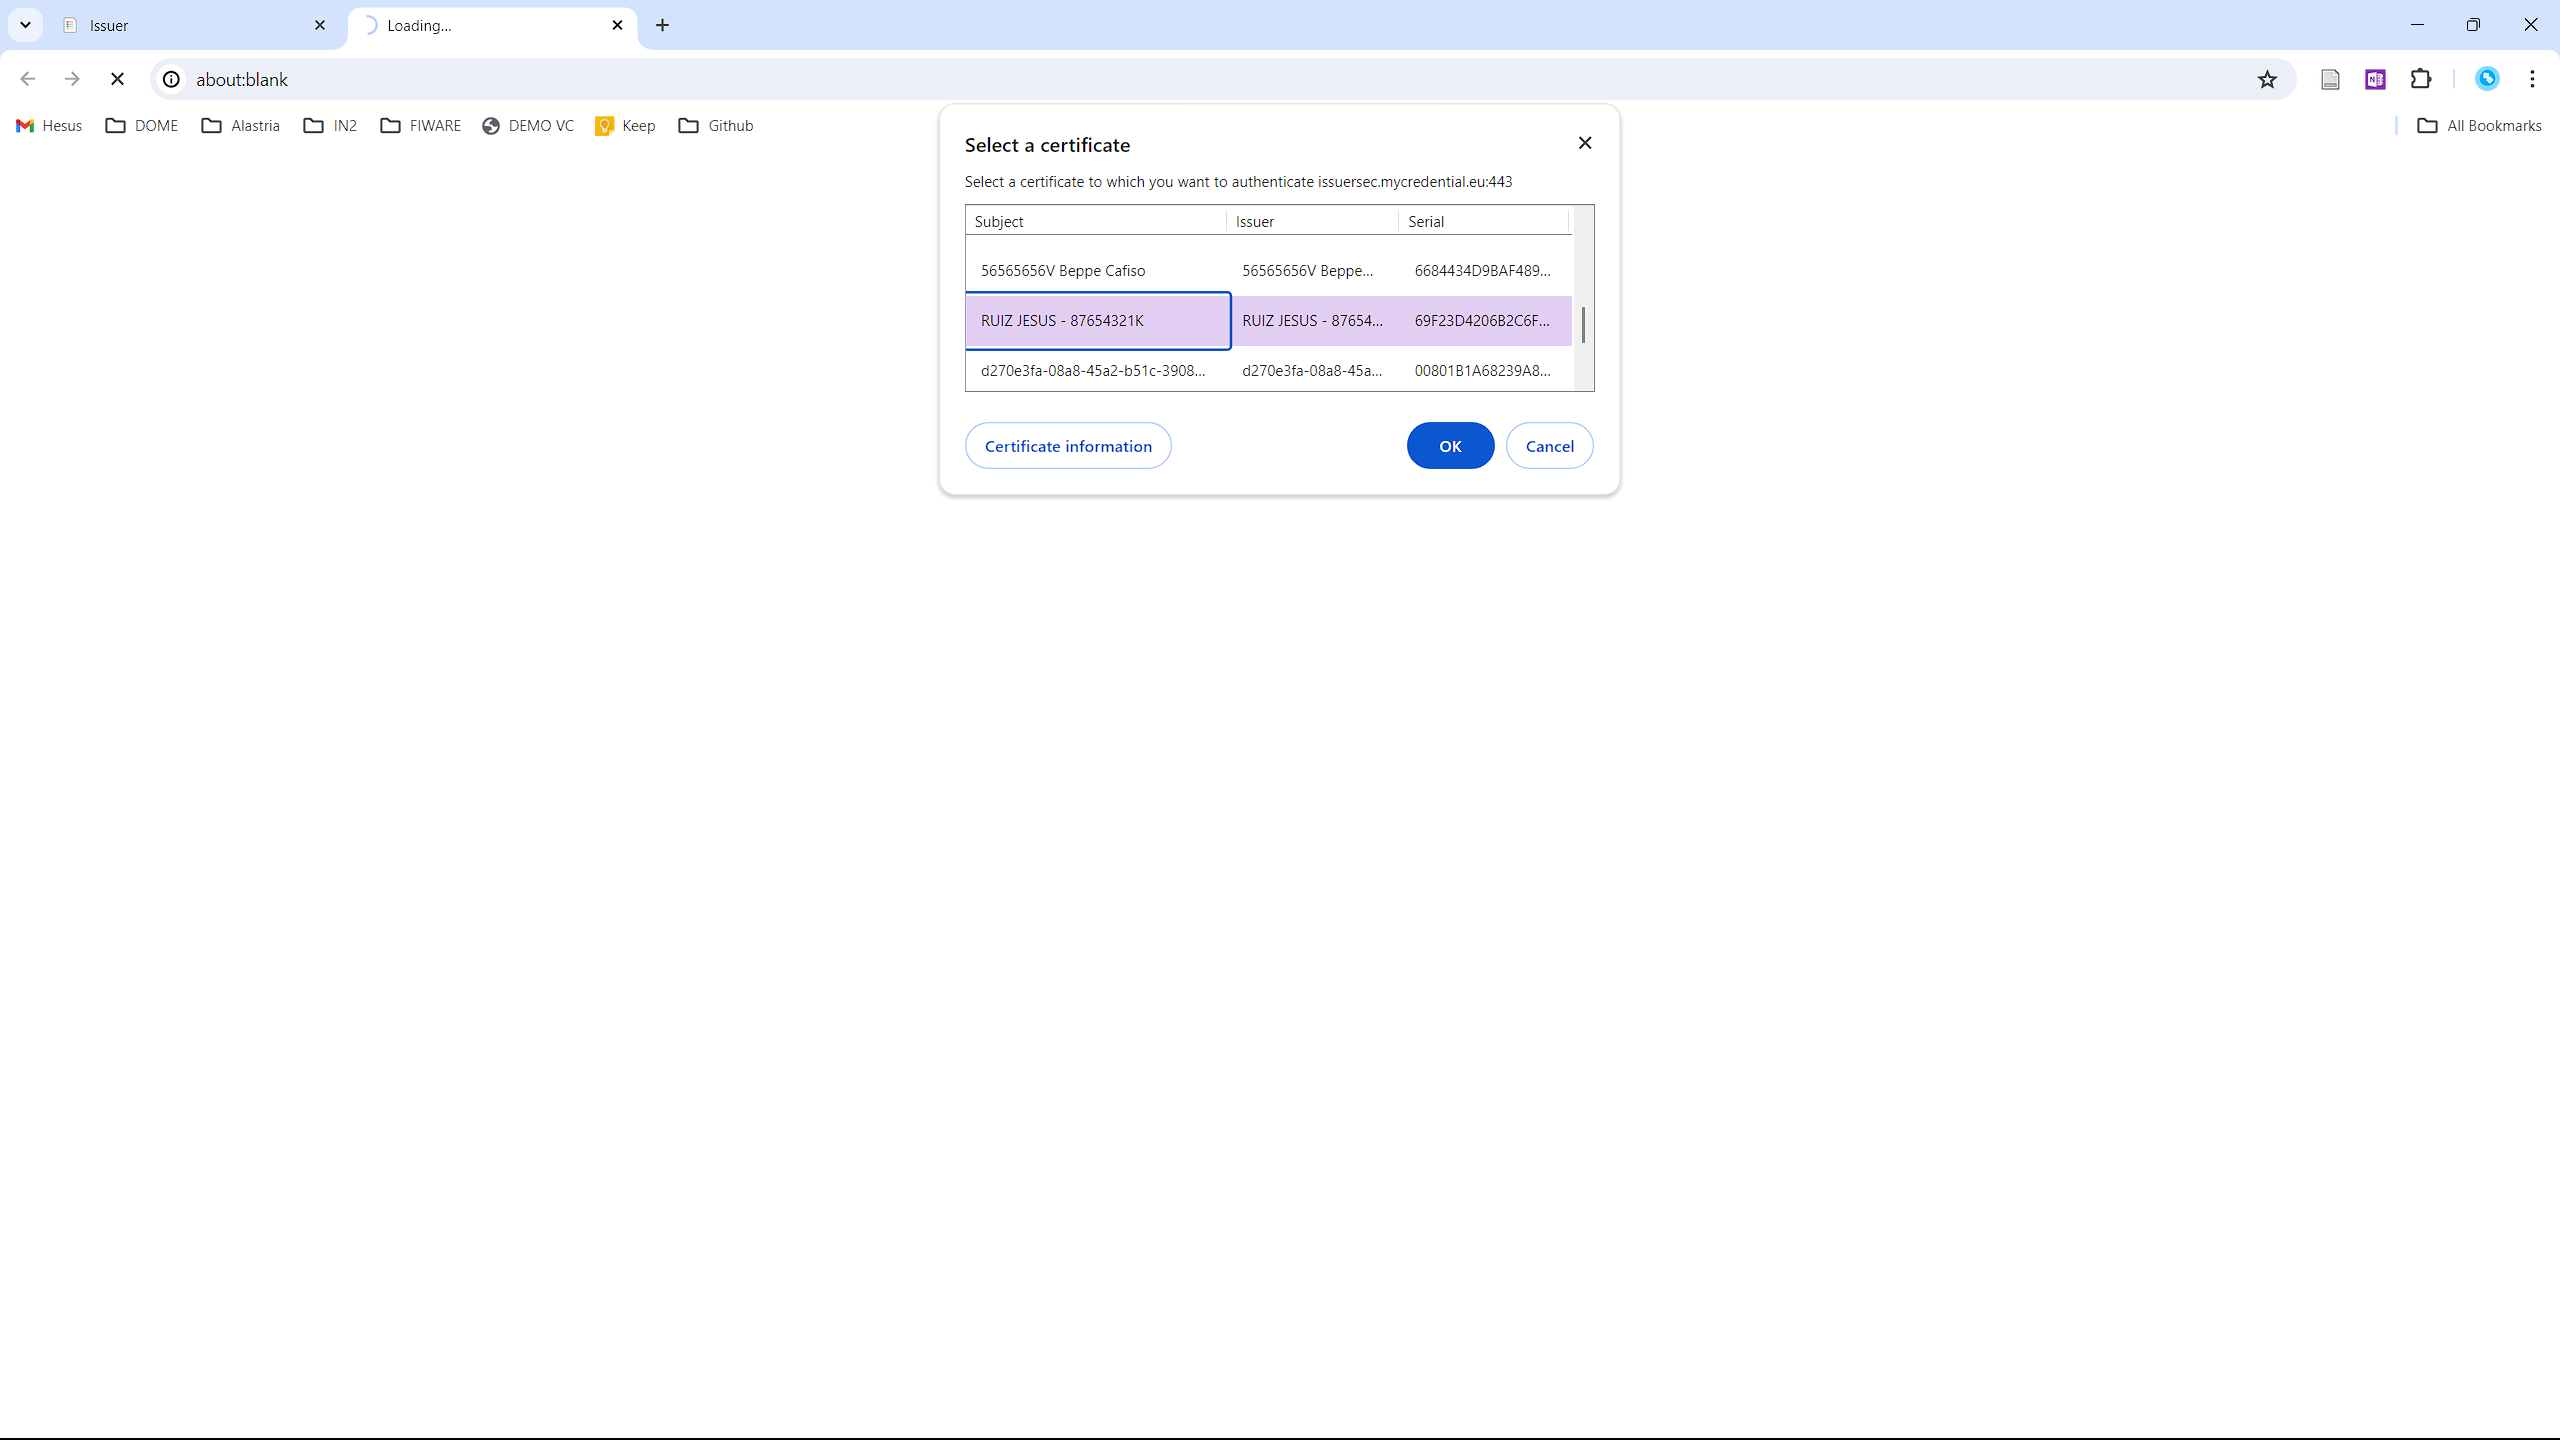 Issuer
Loading...
about:blank
Hesus DOME Alastria IN2 FIWARE DEMO VC Keep Github All Bookmarks
Select a certificate
Select a certificate to which you want to authenticate issuersec.mycredential.eu:443
Subject Issuer Serial
56565656V Beppe Cafiso 56565656V Beppe... 6684434D9BAF489...
RUIZ JESUS - 87654321K RUIZ JESUS - 87654... 69F23D4206B2C6F...
d270e3fa-08a8-45a2-b51c-3908... d270e3fa-08a8-45a... 00801B1A68239A8...
Certificate information OK Cancel